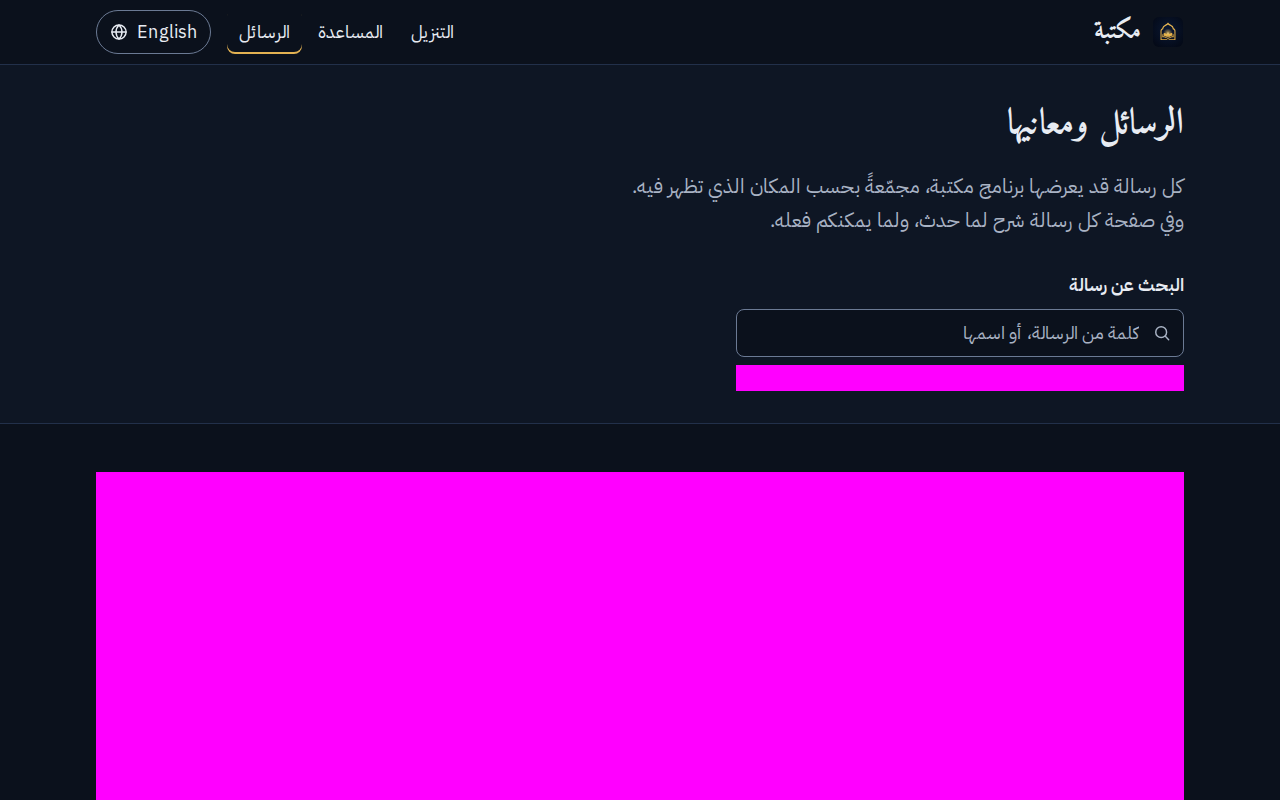 مكتبة
التنزيل
المساعدة
الرسائل
English
الرسائل ومعانيها
كل رسالة قد يعرضها برنامج مكتبة، مجمّعةً بحسب المكان الذي تظهر فيه.
وفي صفحة كل رسالة شرح لما حدث، ولما يمكنكم فعله.
البحث عن رسالة
كلمة من الرسالة، أو اسمها